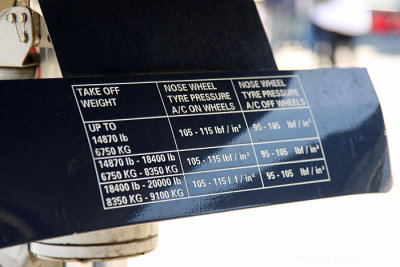 TAKE OFF WEIGHT
NOSE WHEEL TYRE PRESSURE A/C ON WHEELS
NOSE WHEEL TYRE PRESSURE A/C OFF WHEELS
UP TO
14870 lb
6750 KG
105 - 115 lbf / in²
95 - 105 lbf / in²
14870 lb - 18400 lb
6750 KG - 8350 KG
105 - 115 lbf / in²
95 - 105 lbf / in²
18400 lb - 20000 lb
8350 KG - 9100 KG
105 - 115 lbf / in²
95 - 105 lbf / in²